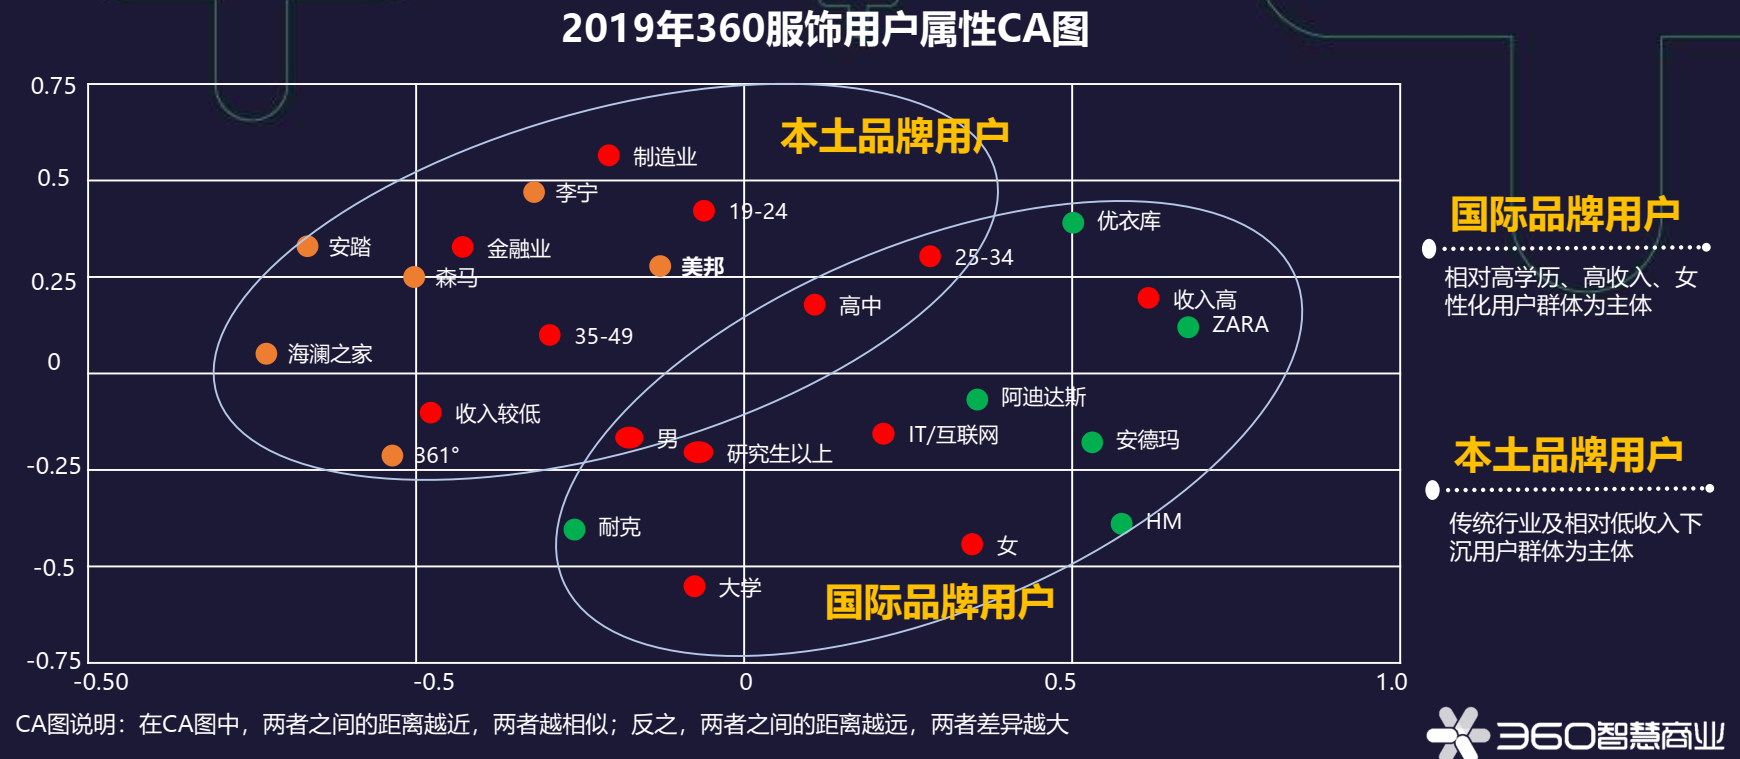 2019年360服饰用户属性CA图
0.75
0.5
0.25
0
-0.25
-0.5
-0.75
-0.50
-0.5
0
0.5
1.0
本土品牌用户
制造业
李宁
19-24
安踏
金融业
森马
美邦
35-49
海澜之家
收入较低
361°
优衣库
25-34
高中
收入高
ZARA
阿迪达斯
男
研究生以上
IT/互联网
安德玛
耐克
HM
女
大学
国际品牌用户
国际品牌用户
相对高学历、高收入、女
性化用户群体为主体
本土品牌用户
传统行业及相对低收入下
沉用户群体为主体
CA图说明：在CA图中，两者之间的距离越近，两者越相似；反之，两者之间的距离越远，两者差异越大
360智慧商业